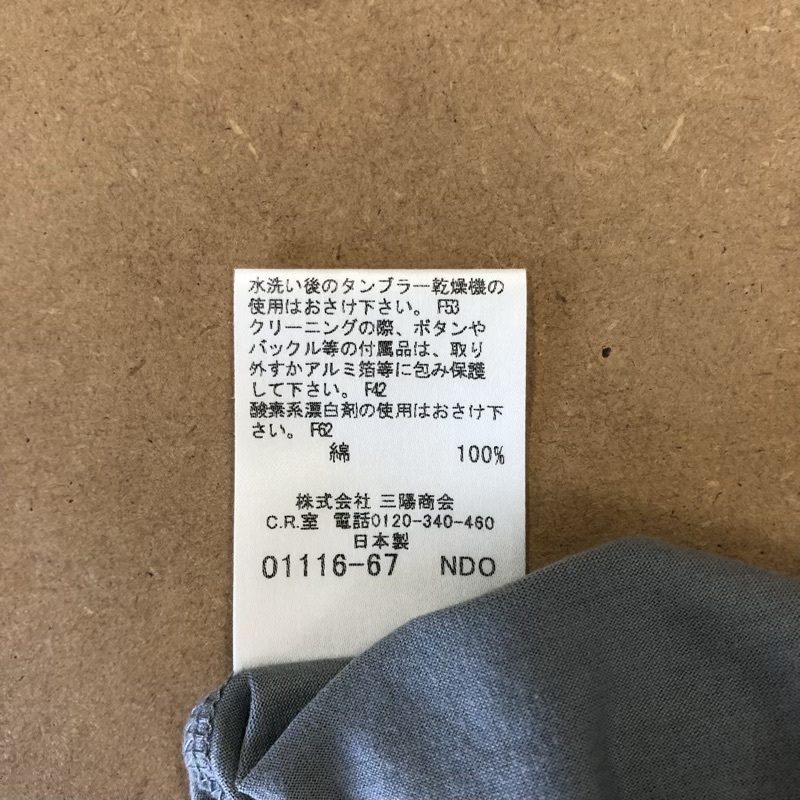 水洗い後のタンブラー乾燥機の
使用はおさけ下さい。 F53
クリーニングの際、ボタンや
バックル等の付属品は、取り
外すかアルミ箔等に包み保護
して下さい。 F42
酸素系漂白剤の使用はおさけ下
さい。 F62
綿 100%
株式会社 三陽商会
C.R.室 電話0120-340-460
日本製
01116-67 NDO